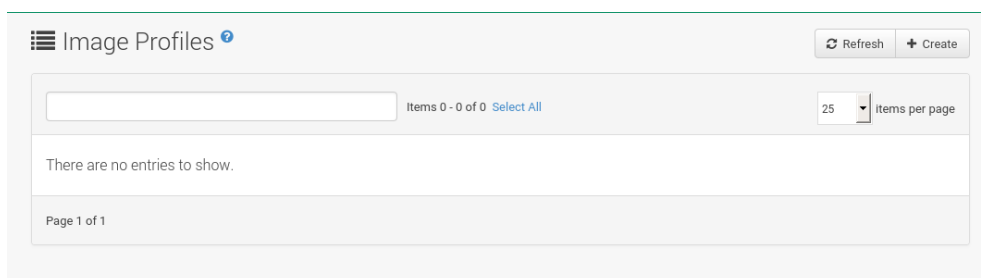 Image Profiles ?
Refresh
Create
Items 0 - 0 of 0 Select All
25 items per page
There are no entries to show.
Page 1 of 1